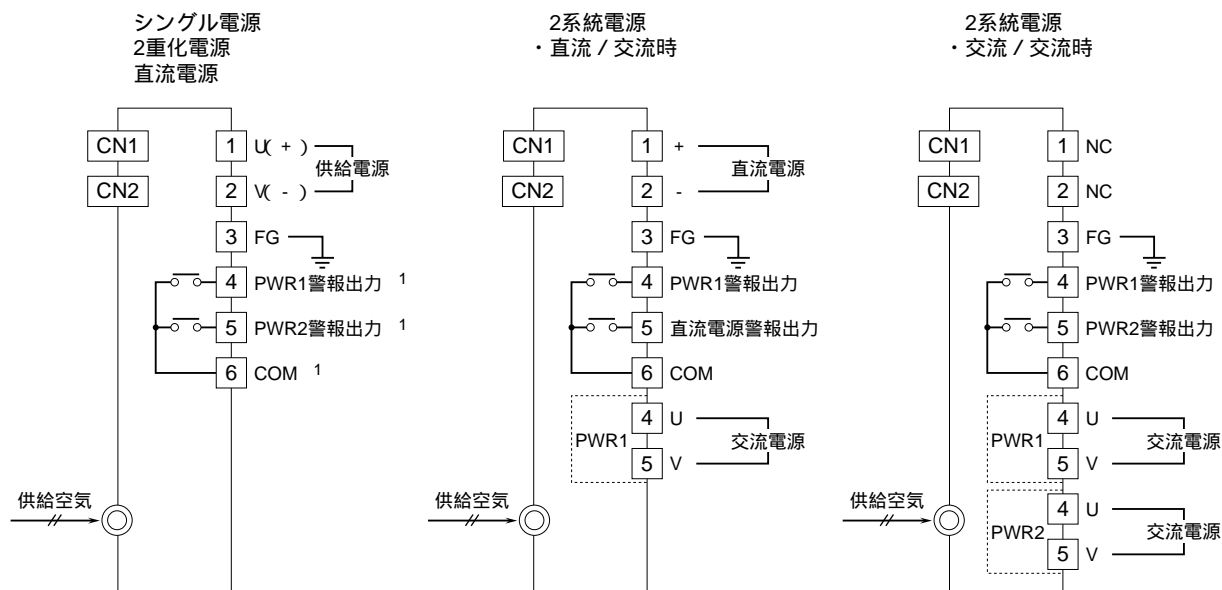 シングル電源
2重化電源
直流電源
CN1
CN2
1 U( + )
供給電源
2 V( - )
3 FG
4 PWR1警報出力 1
5 PWR2警報出力 1
6 COM 1
供給空気
2系統電源
・直流 / 交流時
CN1
CN2
1 +
直流電源
2 -
3 FG
4 PWR1警報出力
5 直流電源警報出力
6 COM
PWR1
4 U
交流電源
5 V
供給空気
2系統電源
・交流 / 交流時
CN1
CN2
1 NC
2 NC
3 FG
4 PWR1警報出力
5 PWR2警報出力
6 COM
PWR1
4 U
交流電源
5 V
供給空気
PWR2
4 U
交流電源
5 V